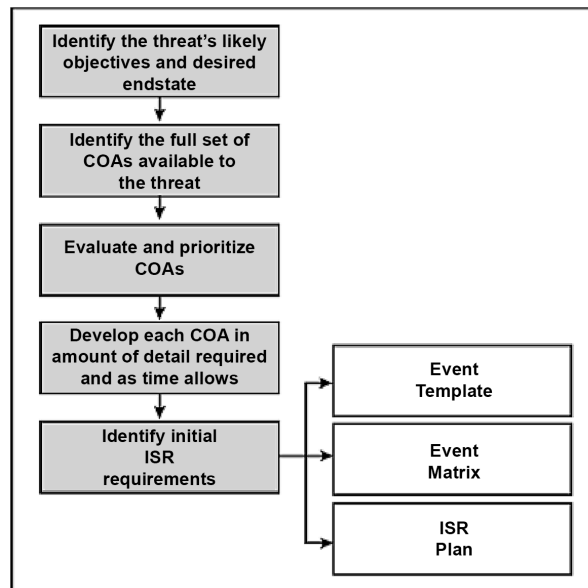 Identify the threat's likely
objectives and desired
endstate
Identify the full set of
COAs available to
the threat
Evaluate and prioritize
COAs
Develop each COA in
amount of detail required
and as time allows
Identify initial
ISR
requirements
Event
Template
Event
Matrix
ISR
Plan